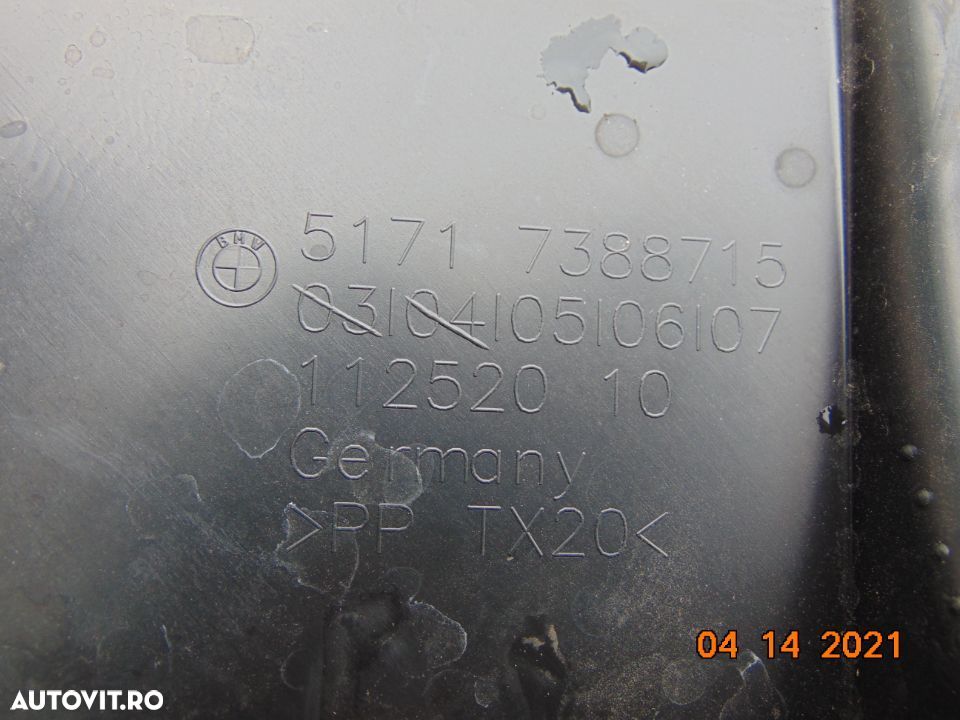 BMW
5171 7388715
03|04|05|06|07
112520 10
Germany
>PP TX20<
04 14 2021
AUTOVIT.RO